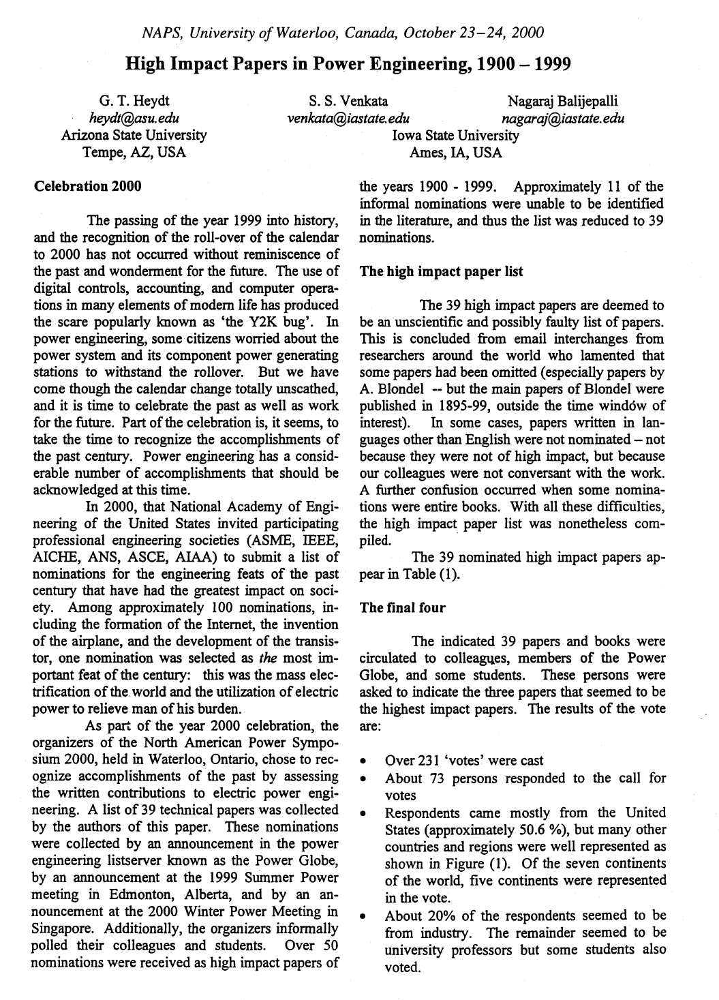 NAPS, University of Waterloo, Canada, October 23–24, 2000
High Impact Papers in Power Engineering, 1900 – 1999
G. T. Heydt
heydt@asu.edu
Arizona State University
Tempe, AZ, USA
S. S. Venkata
venkata@iastate.edu
Nagaraj Balijepalli
nagaraj@iastate.edu
Iowa State University
Ames, IA, USA
Celebration 2000
The passing of the year 1999 into history,
and the recognition of the roll-over of the calendar
to 2000 has not occurred without reminiscence of
the past and wonderment for the future. The use of
digital controls, accounting, and computer opera-
tions in many elements of modern life has produced
the scare popularly known as ‘the Y2K bug’. In
power engineering, some citizens worried about the
power system and its component power generating
stations to withstand the rollover. But we have
come though the calendar change totally unscathed,
and it is time to celebrate the past as well as work
for the future. Part of the celebration is, it seems, to
take the time to recognize the accomplishments of
the past century. Power engineering has a consid-
erable number of accomplishments that should be
acknowledged at this time.
In 2000, that National Academy of Engi-
neering of the United States invited participating
professional engineering societies (ASME, IEEE,
AICHE, ANS, ASCE, AIAA) to submit a list of
nominations for the engineering feats of the past
century that have had the greatest impact on soci-
ety. Among approximately 100 nominations, in-
cluding the formation of the Internet, the invention
of the airplane, and the development of the transis-
tor, one nomination was selected as the most im-
portant feat of the century: this was the mass elec-
trification of the world and the utilization of electric
power to relieve man of his burden.
As part of the year 2000 celebration, the
organizers of the North American Power Sympo-
sium 2000, held in Waterloo, Ontario, chose to rec-
ognize accomplishments of the past by assessing
the written contributions to electric power engi-
neering. A list of 39 technical papers was collected
by the authors of this paper. These nominations
were collected by an announcement in the power
engineering listserver known as the Power Globe,
by an announcement at the 1999 Summer Power
meeting in Edmonton, Alberta, and by an an-
nouncement at the 2000 Winter Power Meeting in
Singapore. Additionally, the organizers informally
polled their colleagues and students. Over 50
nominations were received as high impact papers of
the years 1900 - 1999. Approximately 11 of the
informal nominations were unable to be identified
in the literature, and thus the list was reduced to 39
nominations.
The high impact paper list
The 39 high impact papers are deemed to
be an unscientific and possibly faulty list of papers.
This is concluded from email interchanges from
researchers around the world who lamented that
some papers had been omitted (especially papers by
A. Blondel -- but the main papers of Blondel were
published in 1895-99, outside the time window of
interest). In some cases, papers written in lan-
guages other than English were not nominated – not
because they were not of high impact, but because
our colleagues were not conversant with the work.
A further confusion occurred when some nomina-
tions were entire books. With all these difficulties,
the high impact paper list was nonetheless com-
piled.
The 39 nominated high impact papers ap-
pear in Table (1).
The final four
The indicated 39 papers and books were
circulated to colleagues, members of the Power
Globe, and some students. These persons were
asked to indicate the three papers that seemed to be
the highest impact papers. The results of the vote
are:
• Over 231 ‘votes’ were cast
• About 73 persons responded to the call for
votes
• Respondents came mostly from the United
States (approximately 50.6 %), but many other
countries and regions were well represented as
shown in Figure (1). Of the seven continents
of the world, five continents were represented
in the vote.
• About 20% of the respondents seemed to be
from industry. The remainder seemed to be
university professors but some students also
voted.